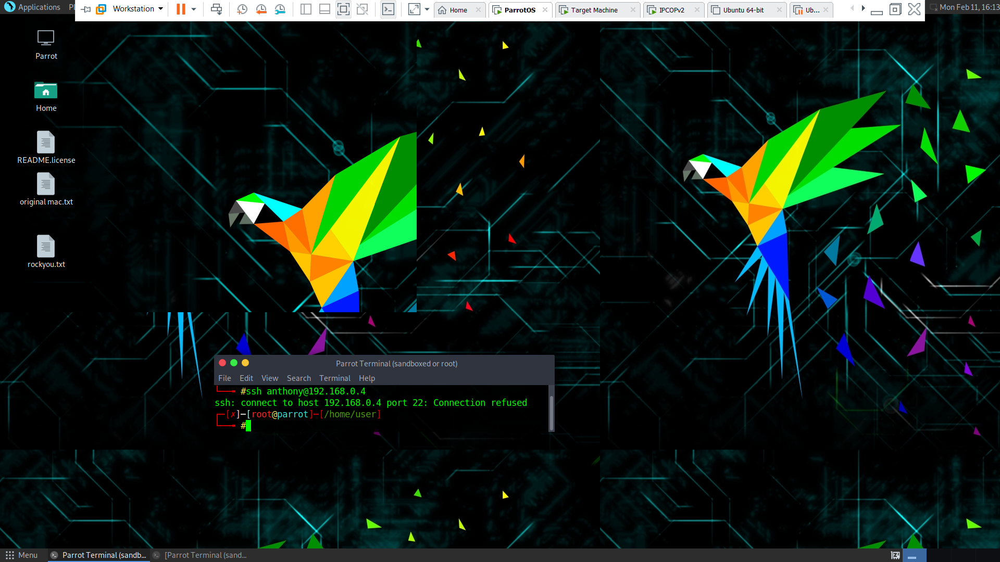 Applications
Workstation
Home
ParrotOS
Target Machine
IPCOPv2
Ubuntu 64-bit
Ub...
Mon Feb 11, 16:13
Parrot
Home
README.license
original mac.txt
rockyou.txt
Parrot Terminal (sandboxed or root)
File Edit View Search Terminal Help
#ssh anthony@192.168.0.4
ssh: connect to host 192.168.0.4 port 22: Connection refused
[✗]─[root@parrot]─[/home/user]
#
Menu
Parrot Terminal (sandb...
[Parrot Terminal (sand...